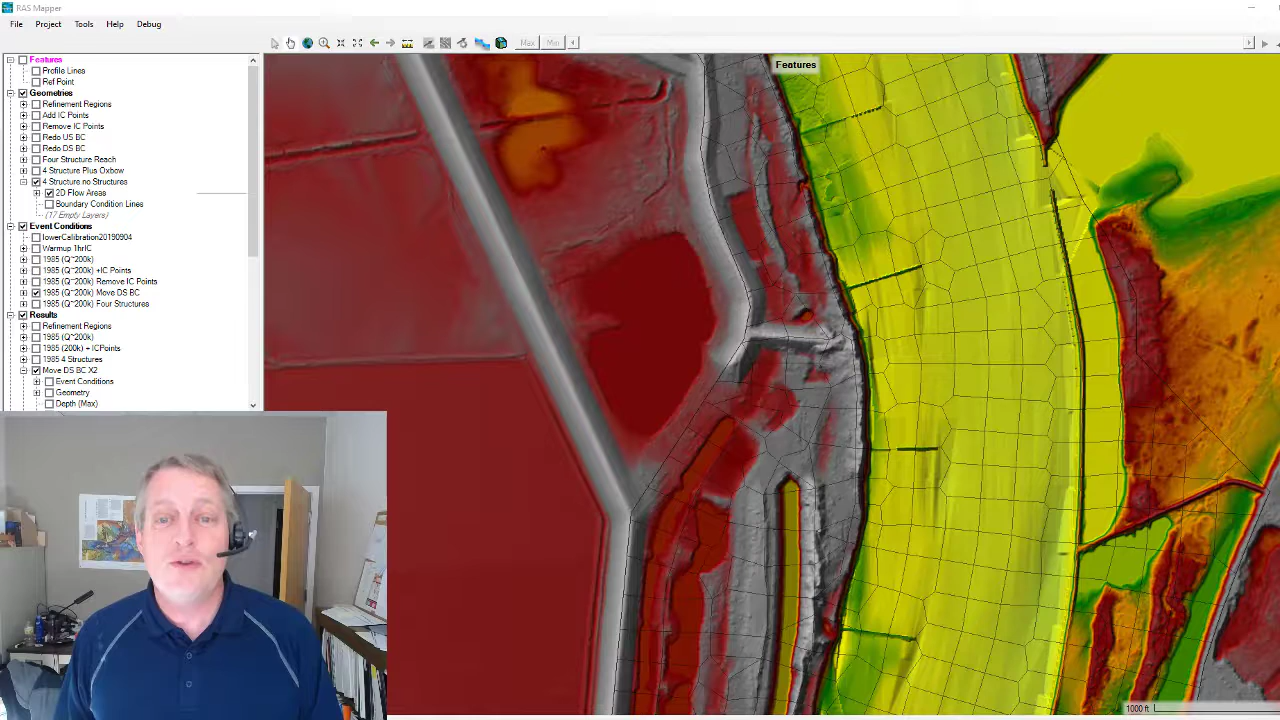 RAS Mapper
File Project Tools Help Debug
Max Min
Features
Profile Lines
Ref Point
Geometries
Refinement Regions
Add IC Points
Remove IC Points
Redo US BC
Redo DS BC
Four Structure Reach
4 Structure Plus Oxbow
4 Structure no Structures
2D Flow Areas
Boundary Condition Lines
(17 Empty Layers)
Event Conditions
lowerCalibration20190904
Warmup 1hrIC
1985 (Q~200k)
1985 (Q~200k) +IC Points
1985 (Q~200k) Remove IC Points
1985 (Q~200k) Move DS BC
1985 (Q~200k) Four Structures
Results
Refinement Regions
1985 (Q~200k)
1985 (200k) + ICPoints
1985 4 Structures
Move DS BC X2
Event Conditions
Geometry
Depth (Max)
Features
1000 ft